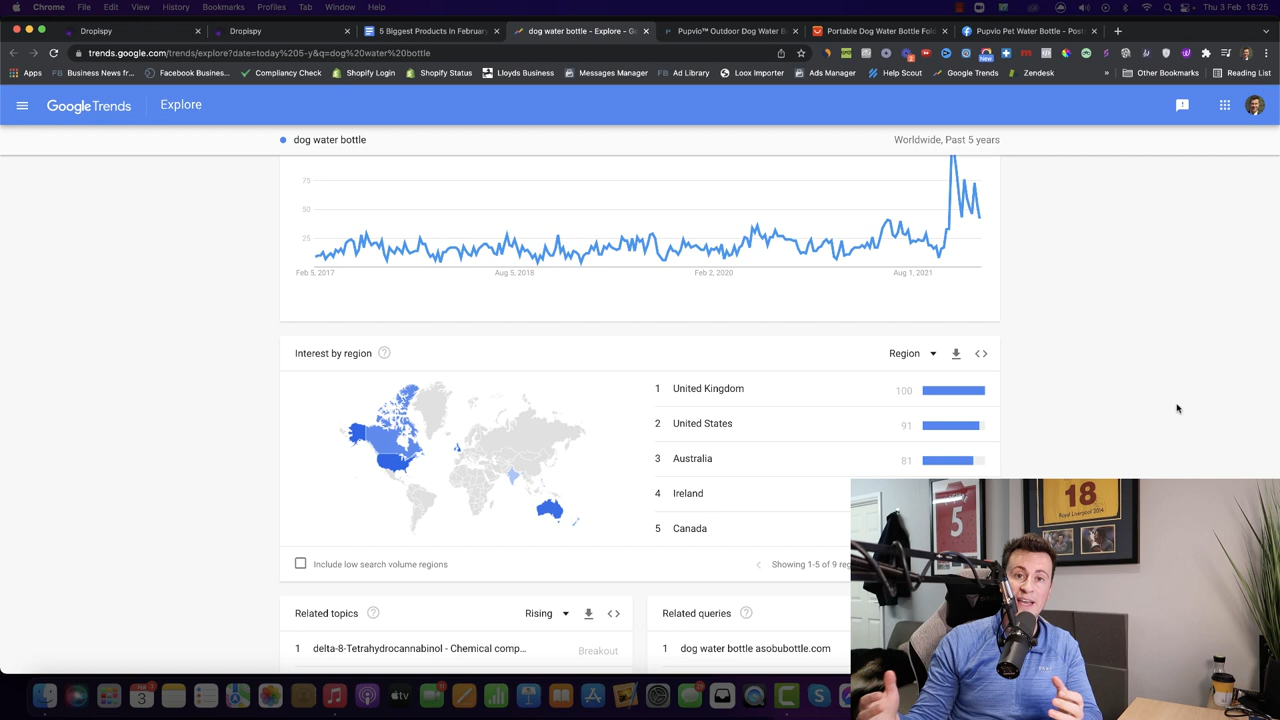 Chrome File Edit View History Bookmarks Profiles Tab Window Help Thu 3 Feb 16:25
Dropispy Dropispy 5 Biggest Products In February dog water bottle - Explore - Go Pupvio™ Outdoor Dog Water B Portable Dog Water Bottle Fold Pupvio Pet Water Bottle - Post
trends.google.com/trends/explore?date=today%205-y&q=dog%20water%20bottle
New
Apps Business News fr... Facebook Business... Compliancy Check Shopify Login Shopify Status Lloyds Business Messages Manager Ad Library Loox Importer Ads Manager Help Scout Google Trends Zendesk » Other Bookmarks Reading List
Google Trends Explore
dog water bottle Worldwide, Past 5 years
75
50
25
Feb 5, 2017 Aug 5, 2018 Feb 2, 2020 Aug 1, 2021
Interest by region Region
1 United Kingdom 100
2 United States 91
3 Australia 81
4 Ireland
5 Canada
Include low search volume regions Showing 1-5 of 9 reg
Related topics Rising Related queries
1 delta-8-Tetrahydrocannabinol - Chemical comp... Breakout
1 dog water bottle asobubottle.com
5
18
Royal Liverpool 2014
tv